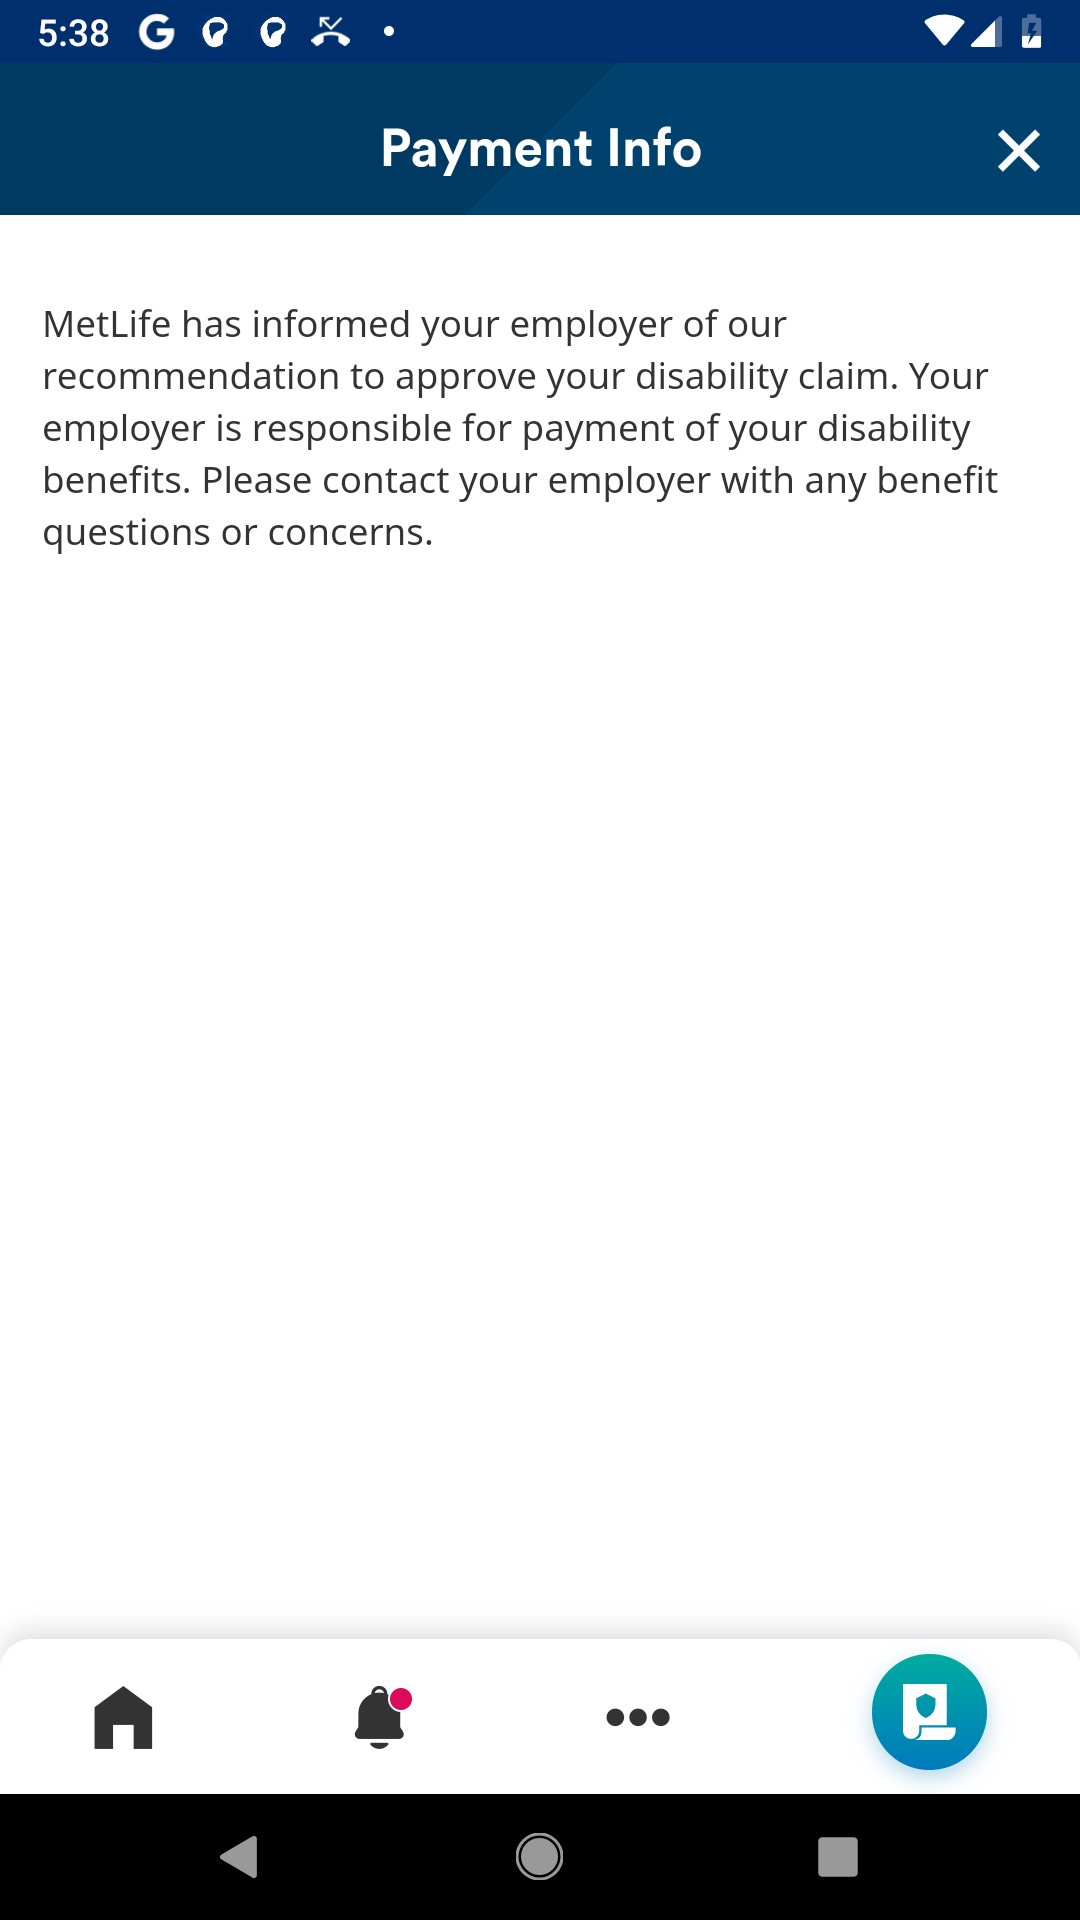 5:38
Payment Info
MetLife has informed your employer of our
recommendation to approve your disability claim. Your
employer is responsible for payment of your disability
benefits. Please contact your employer with any benefit
questions or concerns.